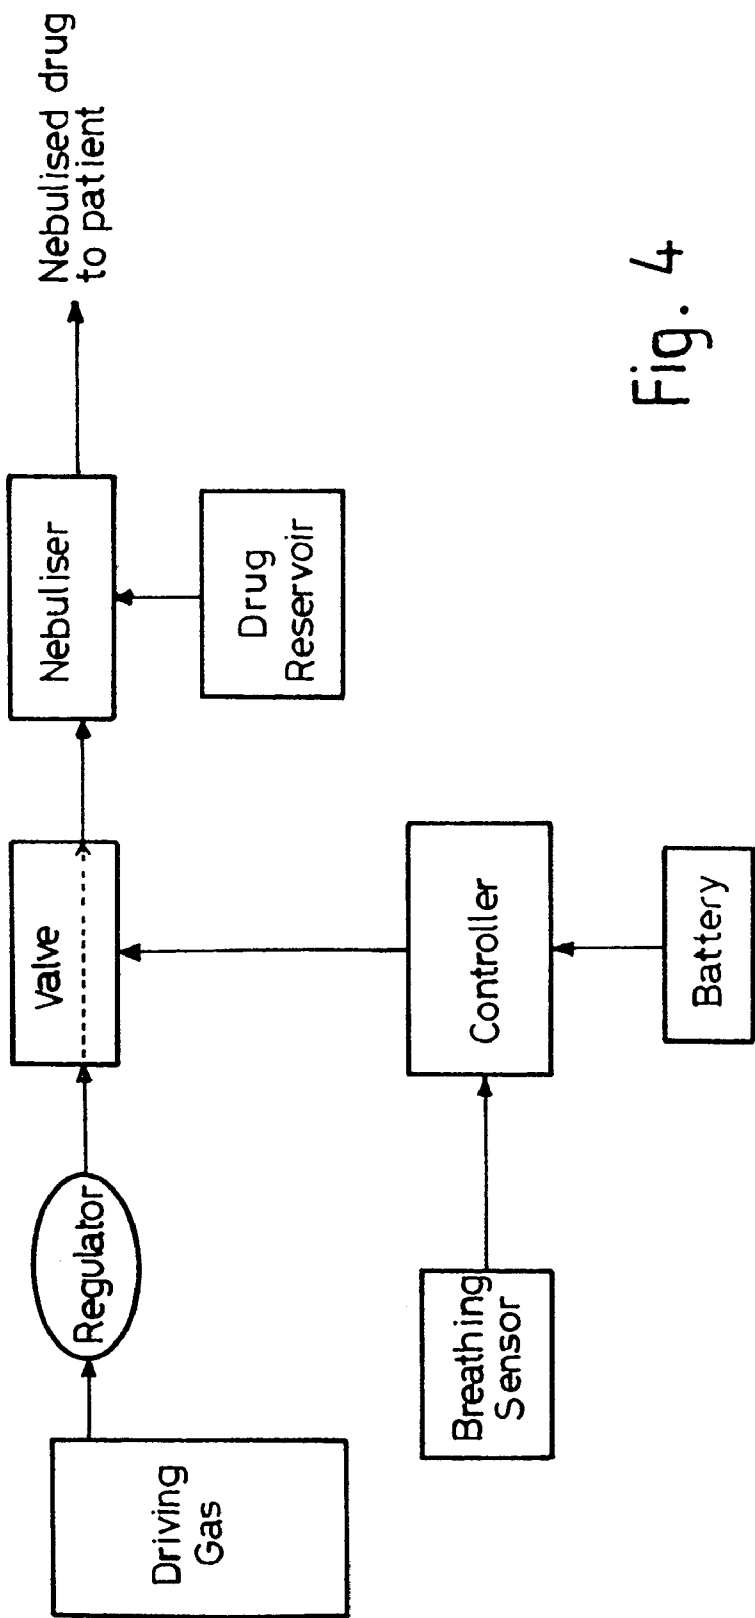 Driving
Gas
Regulator
Valve
Nebuliser
Nebulised drug
to patient
Drug
Reservoir
Breathing
Sensor
Controller
Battery
Fig. 4